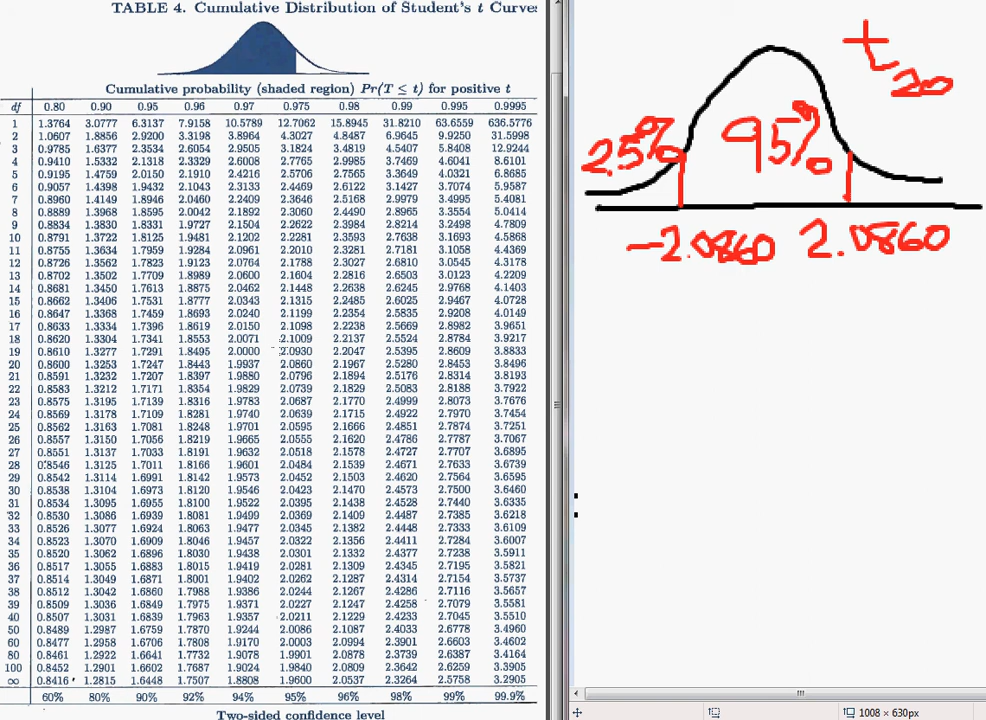 TABLE 4. Cumulative Distribution of Student's t Curves
Cumulative probability (shaded region) Pr(T ≤ t) for positive t
df 0.80 0.90 0.95 0.96 0.97 0.975 0.98 0.99 0.995 0.9995
1 1.3764 3.0777 6.3137 7.9158 10.5789 12.7062 15.8945 31.8210 63.6559 636.5776
2 1.0607 1.8856 2.9200 3.3198 3.8964 4.3027 4.8487 6.9645 9.9250 31.5998
3 0.9785 1.6377 2.3534 2.6054 2.9505 3.1824 3.4819 4.5407 5.8408 12.9244
4 0.9410 1.5332 2.1318 2.3329 2.6008 2.7765 2.9985 3.7469 4.6041 8.6101
5 0.9195 1.4759 2.0150 2.1910 2.4216 2.5706 2.7565 3.3649 4.0321 6.8685
6 0.9057 1.4398 1.9432 2.1043 2.3133 2.4469 2.6122 3.1427 3.7074 5.9587
7 0.8960 1.4149 1.8946 2.0460 2.2409 2.3646 2.5168 2.9979 3.4995 5.4081
8 0.8889 1.3968 1.8595 2.0042 2.1892 2.3060 2.4490 2.8965 3.3554 5.0414
9 0.8834 1.3830 1.8331 1.9727 2.1504 2.2622 2.3984 2.8214 3.2498 4.7809
10 0.8791 1.3722 1.8125 1.9481 2.1202 2.2281 2.3593 2.7638 3.1693 4.5868
11 0.8755 1.3634 1.7959 1.9284 2.0961 2.2010 2.3281 2.7181 3.1058 4.4369
12 0.8726 1.3562 1.7823 1.9123 2.0764 2.1788 2.3027 2.6810 3.0545 4.3178
13 0.8702 1.3502 1.7709 1.8989 2.0600 2.1604 2.2816 2.6503 3.0123 4.2209
14 0.8681 1.3450 1.7613 1.8875 2.0462 2.1448 2.2638 2.6245 2.9768 4.1403
15 0.8662 1.3406 1.7531 1.8777 2.0343 2.1315 2.2485 2.6025 2.9467 4.0728
16 0.8647 1.3368 1.7459 1.8693 2.0240 2.1199 2.2354 2.5835 2.9208 4.0149
17 0.8633 1.3334 1.7396 1.8619 2.0150 2.1098 2.2238 2.5669 2.8982 3.9651
18 0.8620 1.3304 1.7341 1.8553 2.0071 2.1009 2.2137 2.5524 2.8784 3.9217
19 0.8610 1.3277 1.7291 1.8495 2.0000 2.0930 2.2047 2.5395 2.8609 3.8833
20 0.8600 1.3253 1.7247 1.8443 1.9937 2.0860 2.1967 2.5280 2.8453 3.8496
21 0.8591 1.3232 1.7207 1.8397 1.9880 2.0796 2.1894 2.5176 2.8314 3.8193
22 0.8583 1.3212 1.7171 1.8354 1.9829 2.0739 2.1829 2.5083 2.8188 3.7922
23 0.8575 1.3195 1.7139 1.8316 1.9783 2.0687 2.1770 2.4999 2.8073 3.7676
24 0.8569 1.3178 1.7109 1.8281 1.9740 2.0639 2.1715 2.4922 2.7970 3.7454
25 0.8562 1.3163 1.7081 1.8248 1.9701 2.0595 2.1666 2.4851 2.7874 3.7251
26 0.8557 1.3150 1.7056 1.8219 1.9665 2.0555 2.1620 2.4786 2.7787 3.7067
27 0.8551 1.3137 1.7033 1.8191 1.9632 2.0518 2.1578 2.4727 2.7707 3.6895
28 0.8546 1.3125 1.7011 1.8166 1.9601 2.0484 2.1539 2.4671 2.7633 3.6739
29 0.8542 1.3114 1.6991 1.8142 1.9573 2.0452 2.1503 2.4620 2.7564 3.6595
30 0.8538 1.3104 1.6973 1.8120 1.9546 2.0423 2.1470 2.4573 2.7500 3.6460
31 0.8534 1.3095 1.6955 1.8100 1.9522 2.0395 2.1438 2.4528 2.7440 3.6335
32 0.8530 1.3086 1.6939 1.8081 1.9499 2.0369 2.1409 2.4487 2.7385 3.6218
33 0.8526 1.3077 1.6924 1.8063 1.9477 2.0345 2.1382 2.4448 2.7333 3.6109
34 0.8523 1.3070 1.6909 1.8046 1.9457 2.0322 2.1356 2.4411 2.7284 3.6007
35 0.8520 1.3062 1.6896 1.8030 1.9438 2.0301 2.1332 2.4377 2.7238 3.5911
36 0.8517 1.3055 1.6883 1.8015 1.9419 2.0281 2.1309 2.4345 2.7195 3.5821
37 0.8514 1.3049 1.6871 1.8001 1.9402 2.0262 2.1287 2.4314 2.7154 3.5737
38 0.8512 1.3042 1.6860 1.7988 1.9386 2.0244 2.1267 2.4286 2.7116 3.5657
39 0.8509 1.3036 1.6849 1.7975 1.9371 2.0227 2.1247 2.4258 2.7079 3.5581
40 0.8507 1.3031 1.6839 1.7963 1.9357 2.0211 2.1229 2.4233 2.7045 3.5510
50 0.8489 1.2987 1.6759 1.7870 1.9244 2.0086 2.1087 2.4033 2.6778 3.4960
60 0.8477 1.2958 1.6706 1.7808 1.9170 2.0003 2.0994 2.3901 2.6603 3.4602
80 0.8461 1.2922 1.6641 1.7732 1.9078 1.9901 2.0878 2.3739 2.6387 3.4164
100 0.8452 1.2901 1.6602 1.7687 1.9024 1.9840 2.0809 2.3642 2.6259 3.3905
∞ 0.8416 1.2815 1.6448 1.7507 1.8808 1.9600 2.0537 2.3264 2.5758 3.2905
60% 80% 90% 92% 94% 95% 96% 98% 99% 99.9%
Two-sided confidence level
t20
2.5% 95%
-2.0860 2.0860
1008 × 630px